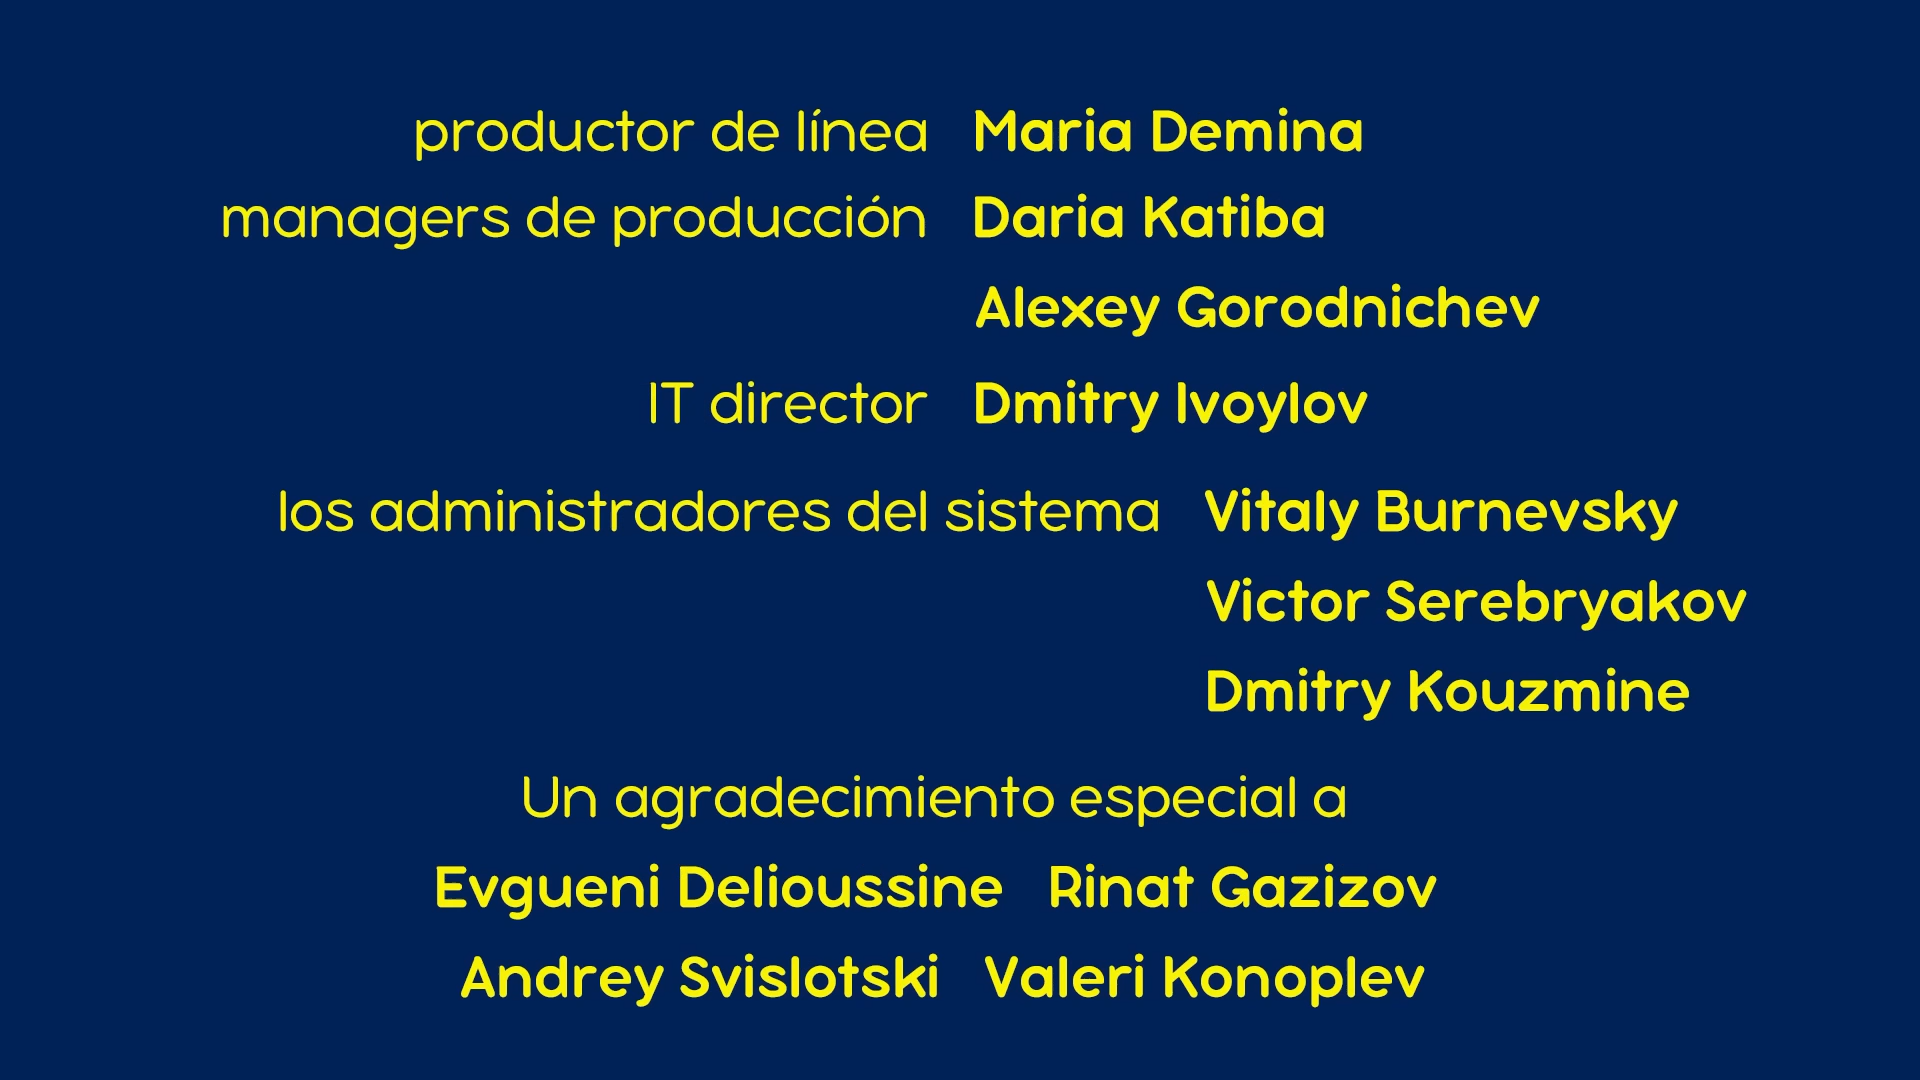 productor de línea Maria Demina
managers de producción Daria Katiba
Alexey Gorodnichev
IT director Dmitry Ivoylov
los administradores del sistema Vitaly Burnevsky
Victor Serebryakov
Dmitry Kouzmine
Un agradecimiento especial a
Evgueni Delioussine Rinat Gazizov
Andrey Svislotski Valeri Konoplev